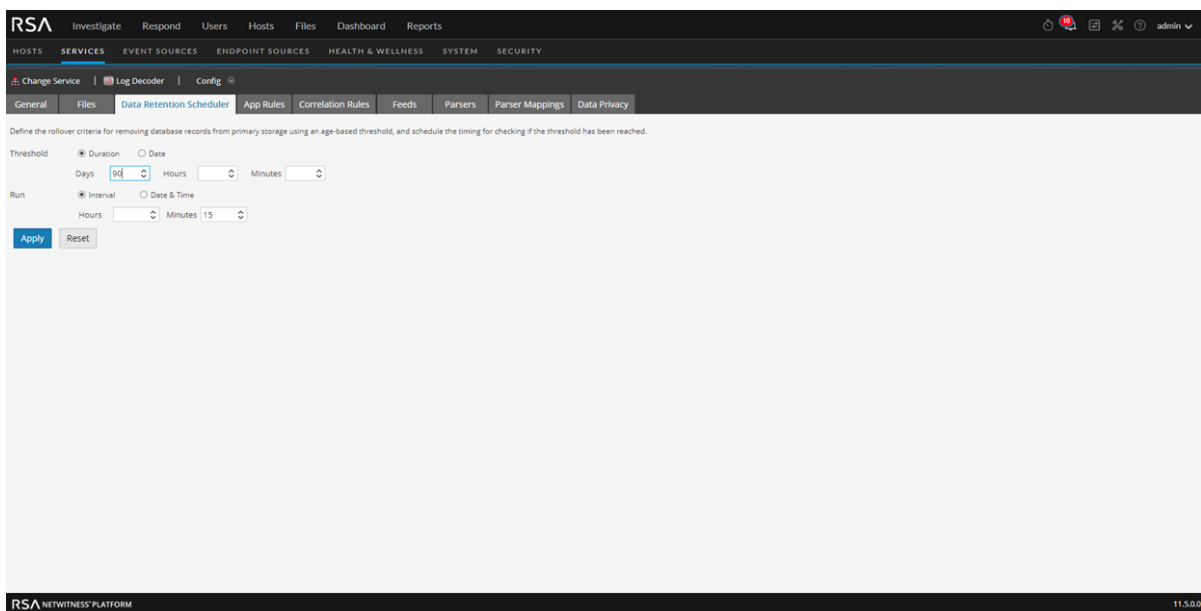 RSA Investigate Respond Users Hosts Files Dashboard Reports 10 admin
HOSTS SERVICES EVENT SOURCES ENDPOINT SOURCES HEALTH & WELLNESS SYSTEM SECURITY
Change Service | Log Decoder | Config
General Files Data Retention Scheduler App Rules Correlation Rules Feeds Parsers Parser Mappings Data Privacy
Define the rollover criteria for removing database records from primary storage using an age-based threshold, and schedule the timing for checking if the threshold has been reached.
Threshold Duration Date
Days 90 Hours Minutes
Run Interval Date & Time
Hours Minutes 15
Apply Reset
RSA NETWITNESS® PLATFORM 11.5.0.0